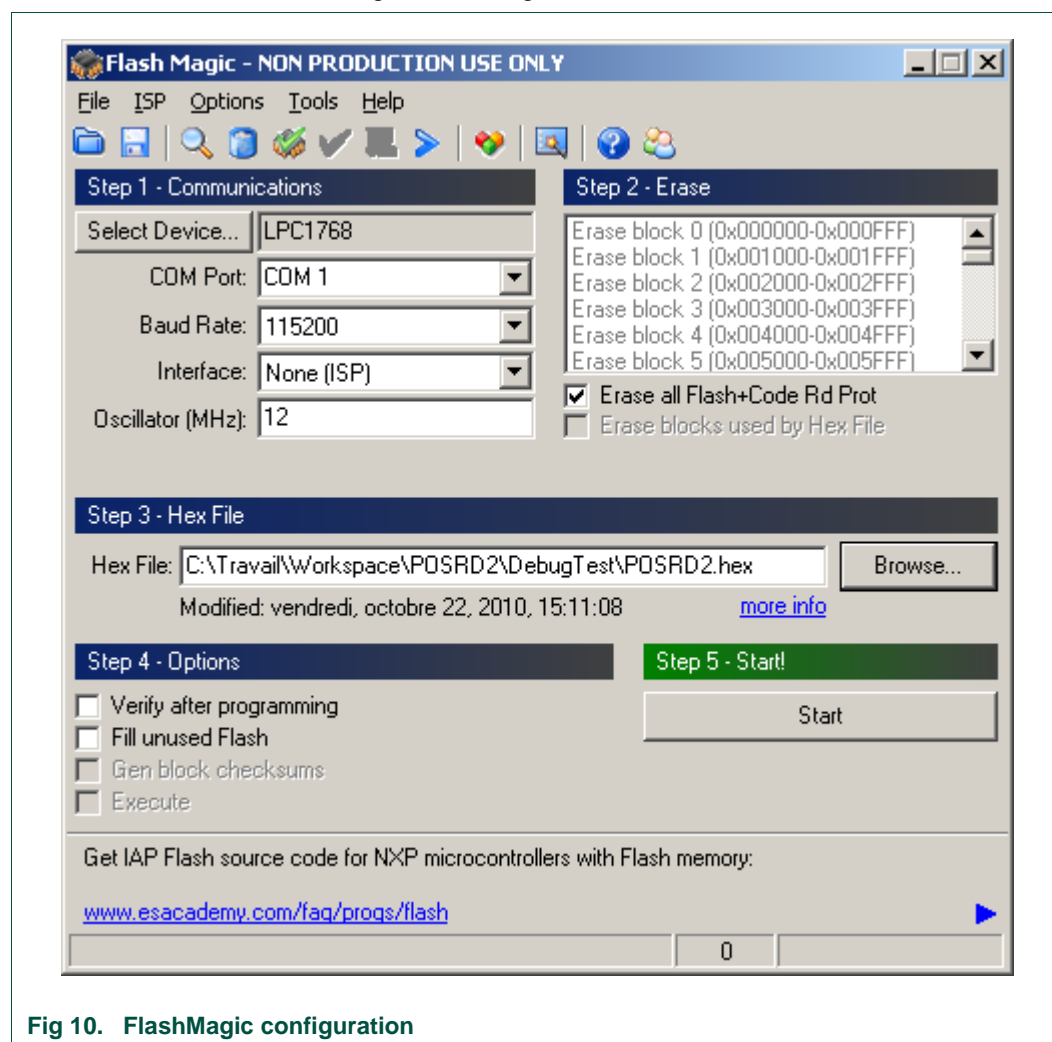 Flash Magic - NON PRODUCTION USE ONLY
File ISP Options Tools Help
Step 1 - Communications
Select Device... LPC1768
COM Port: COM 1
Baud Rate: 115200
Interface: None (ISP)
Oscillator (MHz): 12
Step 2 - Erase
Erase block 0 (0x000000-0x000FFF)
Erase block 1 (0x001000-0x001FFF)
Erase block 2 (0x002000-0x002FFF)
Erase block 3 (0x003000-0x003FFF)
Erase block 4 (0x004000-0x004FFF)
Erase block 5 (0x005000-0x005FFF)
Erase all Flash+Code Rd Prot
Erase blocks used by Hex File
Step 3 - Hex File
Hex File: C:\Travail\Workspace\POSRD2\DebugTest\POSRD2.hex Browse...
Modified: vendredi, octobre 22, 2010, 15:11:08 more info
Step 4 - Options
Verify after programming
Fill unused Flash
Gen block checksums
Execute
Step 5 - Start!
Start
Get IAP Flash source code for NXP microcontrollers with Flash memory:
www.esacademy.com/faq/progs/flash
0
Fig 10. FlashMagic configuration